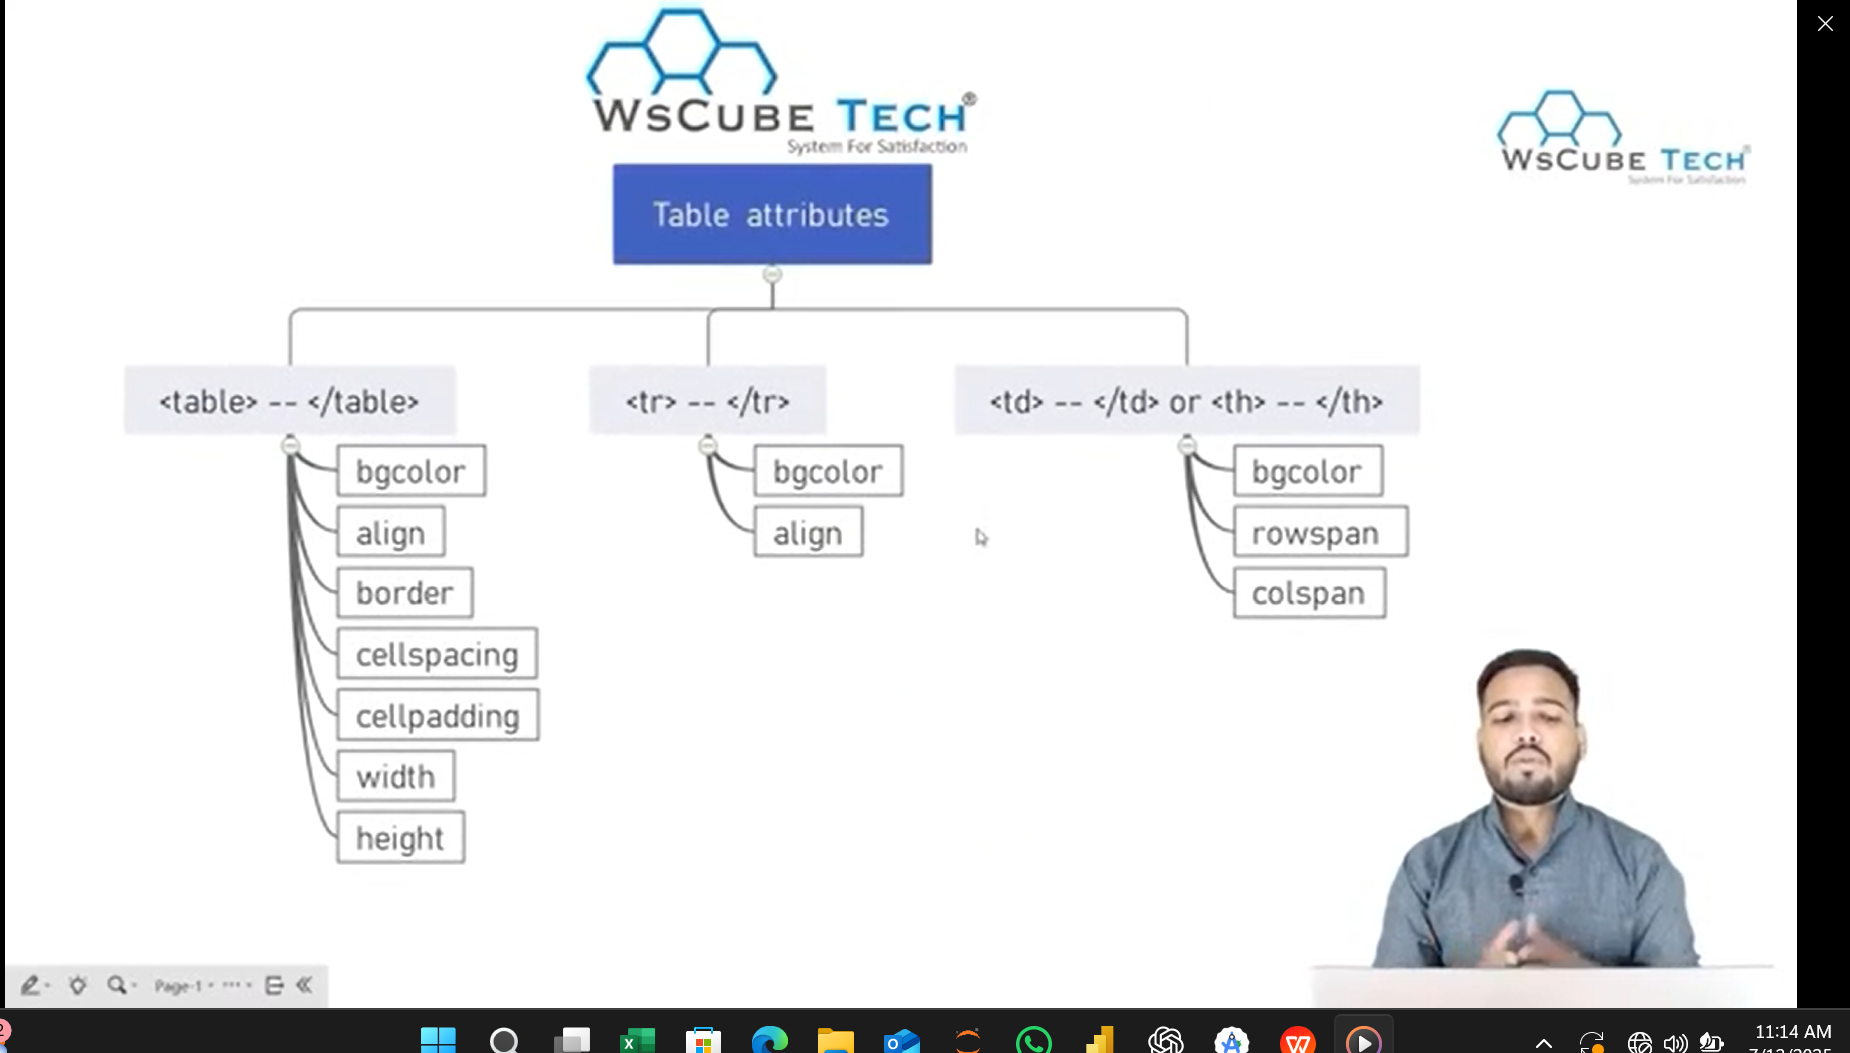 WsCube Tech®
System For Satisfaction
WsCube Tech®
System For Satisfaction
Table attributes
<table> -- </table>
<tr> -- </tr>
<td> -- </td> or <th> -- </th>
bgcolor
align
border
cellspacing
cellpadding
width
height
bgcolor
align
bgcolor
rowspan
colspan
Page-1
11:14 AM